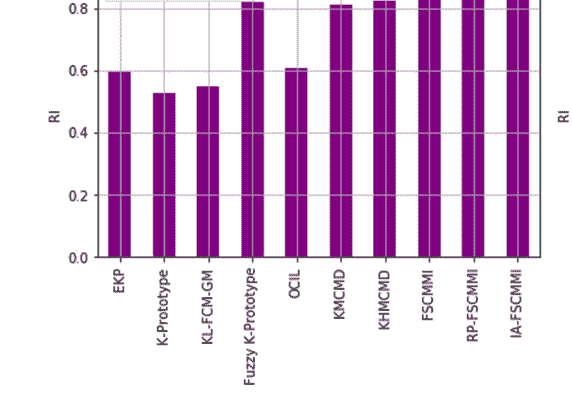 0.8
0.6
0.4
0.2
0.0
RI
RI
EKP
K-Prototype
KL-FCM-GM
Fuzzy K-Prototype
OCIL
KMCMD
KHMCMD
FSCMMI
RP-FSCMMI
IA-FSCMMI